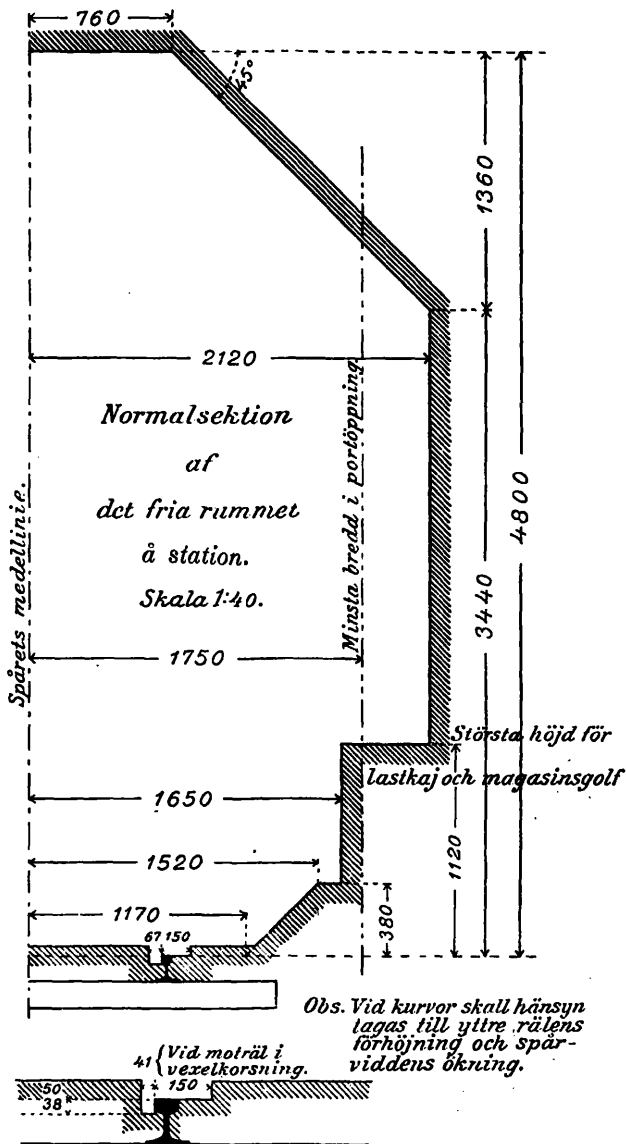 760
45°
1360
2120
Normalsektion
af
det fria rummet
å station.
Skala 1:40.
Spårets medellinie.
Minsta bredd i portöppning
4800
3440
1750
Största höjd för
lastkaj och magasinsgolf
1650
1520
1120
1170
380
67 150
Obs. Vid kurvor skall hänsyn
tagas till yttre rälens
förhöjning och spår-
viddens ökning.
41 { Vid moträl i
vexelkorsning.
50
150
38